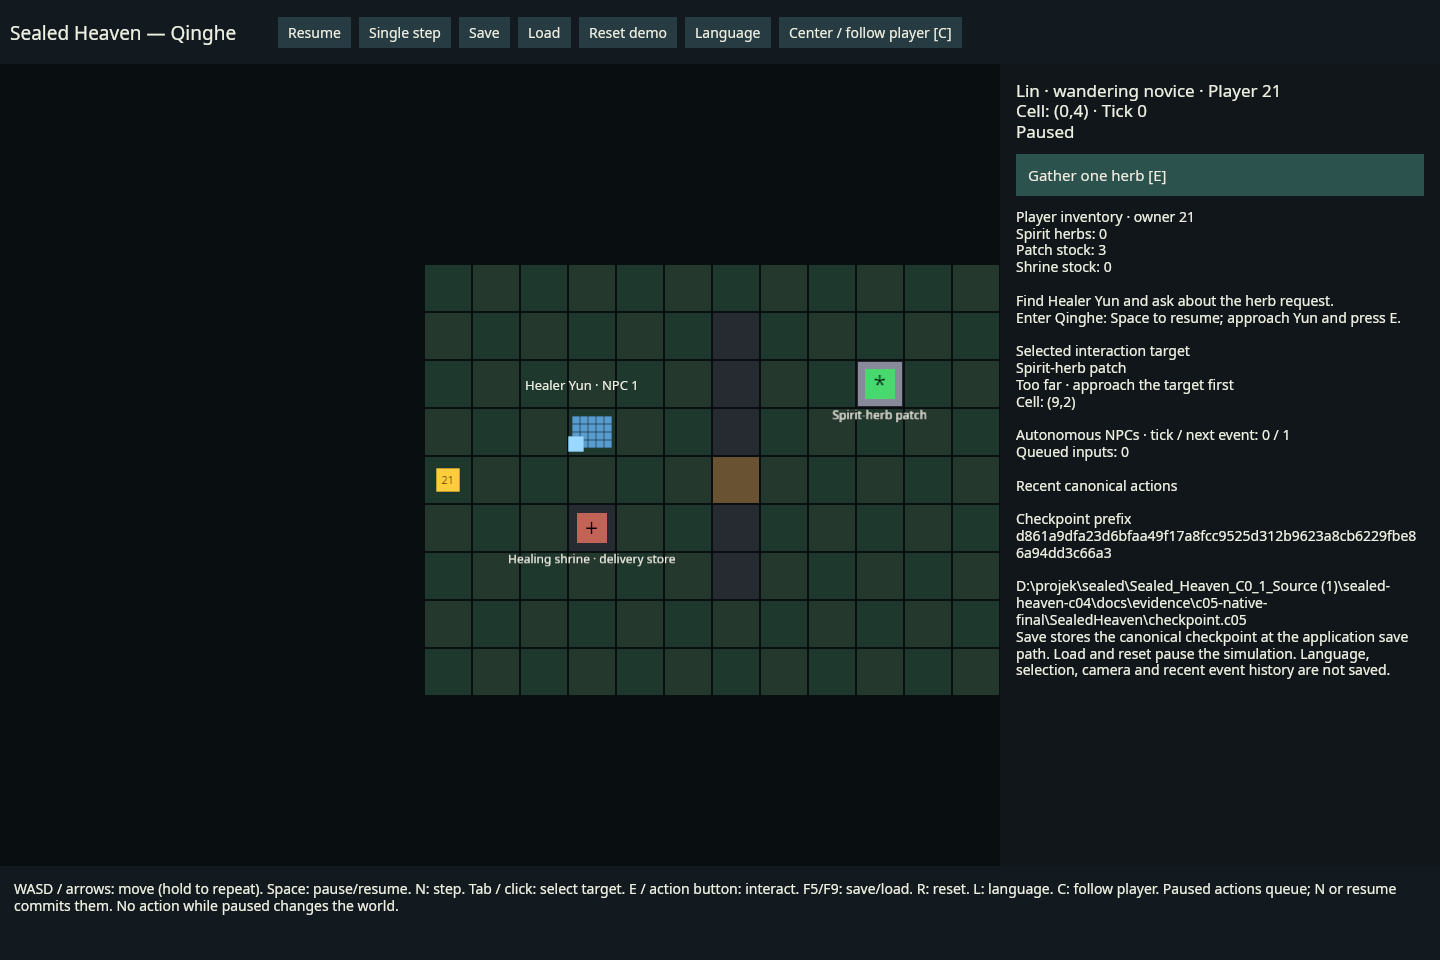 Sealed Heaven — Qinghe
Resume
Single step
Save
Load
Reset demo
Language
Center / follow player [C]
Lin · wandering novice · Player 21
Cell: (0,4) · Tick 0
Paused
Gather one herb [E]
Player inventory · owner 21
Spirit herbs: 0
Patch stock: 3
Shrine stock: 0
Find Healer Yun and ask about the herb request.
Enter Qinghe: Space to resume; approach Yun and press E.
Selected interaction target
Spirit-herb patch
Too far · approach the target first
Cell: (9,2)
Autonomous NPCs · tick / next event: 0 / 1
Queued inputs: 0
Recent canonical actions
Checkpoint prefix
d861a9dfa23d6bfaa49f17a8fcc9525d312b9623a8cb6229fbe8
6a94dd3c66a3
D:\projek\sealed\Sealed_Heaven_C0_1_Source (1)\sealed-
heaven-c04\docs\evidence\c05-native-
final\SealedHeaven\checkpoint.c05
Save stores the canonical checkpoint at the application save
path. Load and reset pause the simulation. Language,
selection, camera and recent event history are not saved.
Healer Yun · NPC 1
*
Spirit-herb patch
21
+
Healing shrine · delivery store
WASD / arrows: move (hold to repeat). Space: pause/resume. N: step. Tab / click: select target. E / action button: interact. F5/F9: save/load. R: reset. L: language. C: follow player. Paused actions queue; N or resume
commits them. No action while paused changes the world.